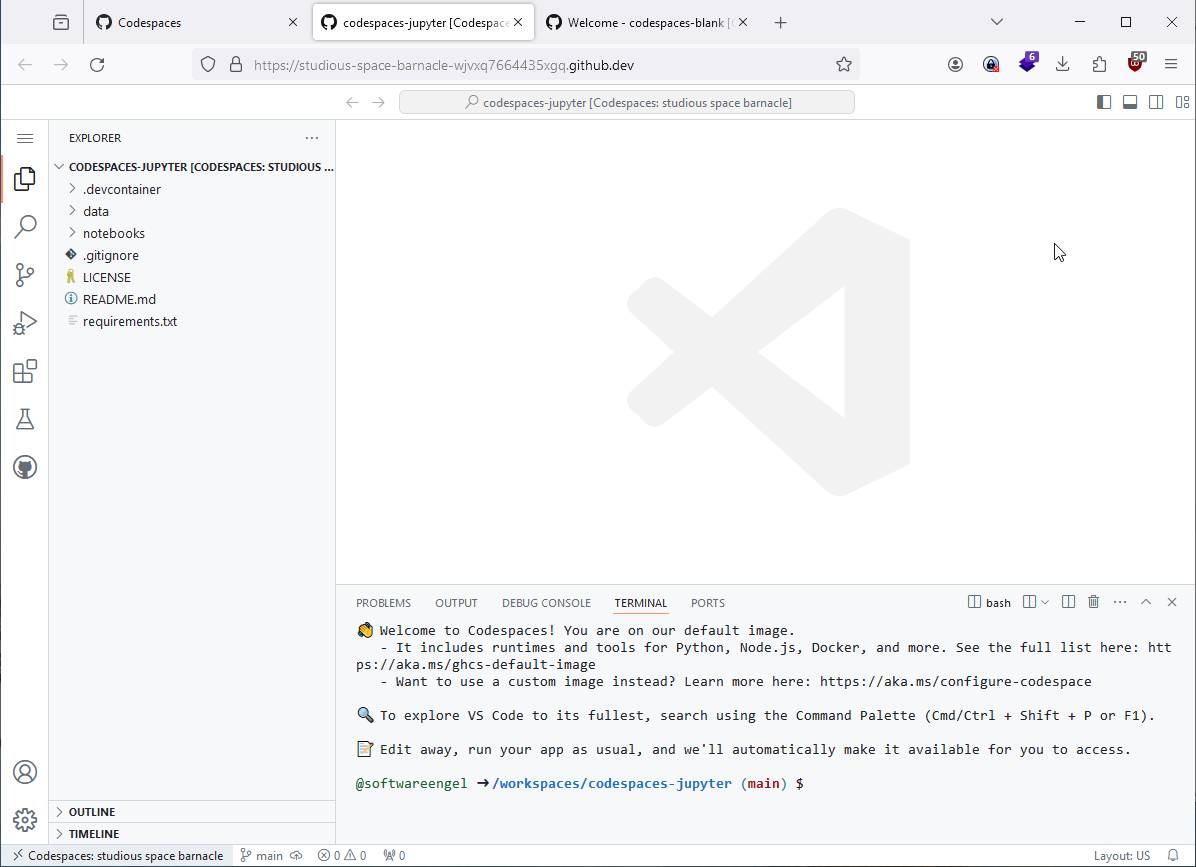 Codespaces
codespaces-jupyter [Codespace
Welcome - codespaces-blank [C
https://studious-space-barnacle-wjvxq7664435xgq.github.dev
6
50
codespaces-jupyter [Codespaces: studious space barnacle]
EXPLORER
CODESPACES-JUPYTER [CODESPACES: STUDIOUS ...
.devcontainer
data
notebooks
.gitignore
LICENSE
README.md
requirements.txt
OUTLINE
TIMELINE
PROBLEMS OUTPUT DEBUG CONSOLE TERMINAL PORTS
bash
Welcome to Codespaces! You are on our default image.
- It includes runtimes and tools for Python, Node.js, Docker, and more. See the full list here: htt
ps://aka.ms/ghcs-default-image
- Want to use a custom image instead? Learn more here: https://aka.ms/configure-codespace
To explore VS Code to its fullest, search using the Command Palette (Cmd/Ctrl + Shift + P or F1).
Edit away, run your app as usual, and we'll automatically make it available for you to access.
@softwareengel ➜ /workspaces/codespaces-jupyter (main) $
Codespaces: studious space barnacle main 0 0 0 Layout: US